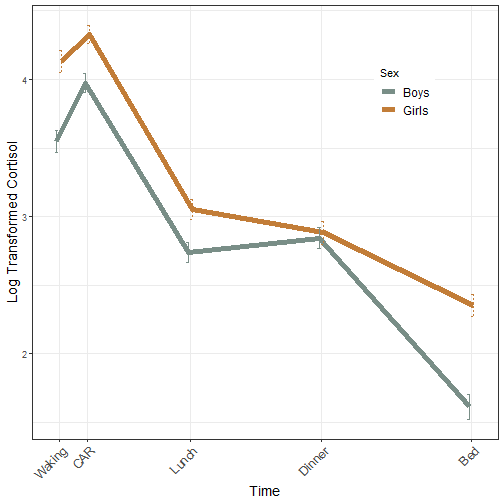 Log Transformed Cortisol
4
3
2
Sex
Boys
Girls
Waking
CAR
Lunch
Dinner
Bed
Time